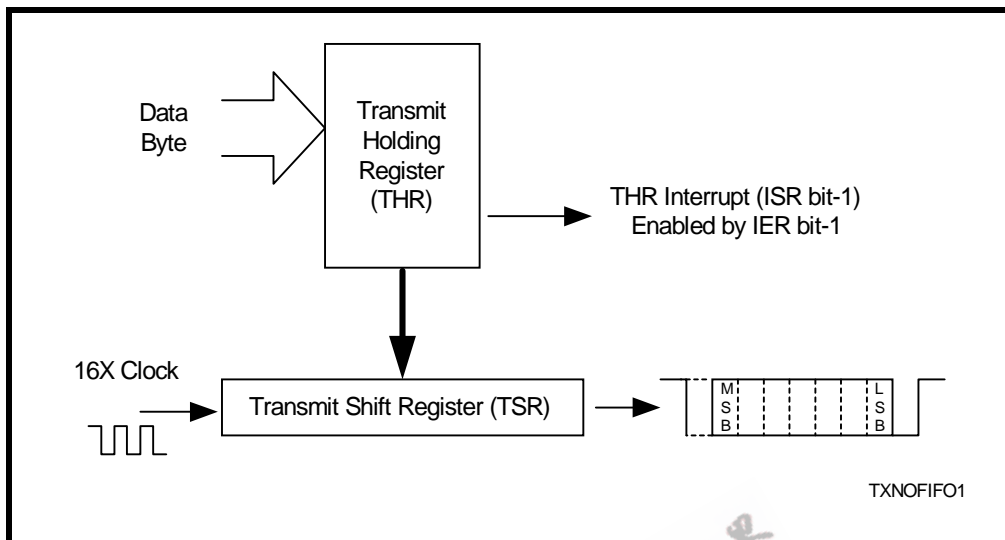 Data
Byte
Transmit
Holding
Register
(THR)
THR Interrupt (ISR bit-1)
Enabled by IER bit-1
16X Clock
Transmit Shift Register (TSR)
M
S
B
L
S
B
TXNOFIFO1